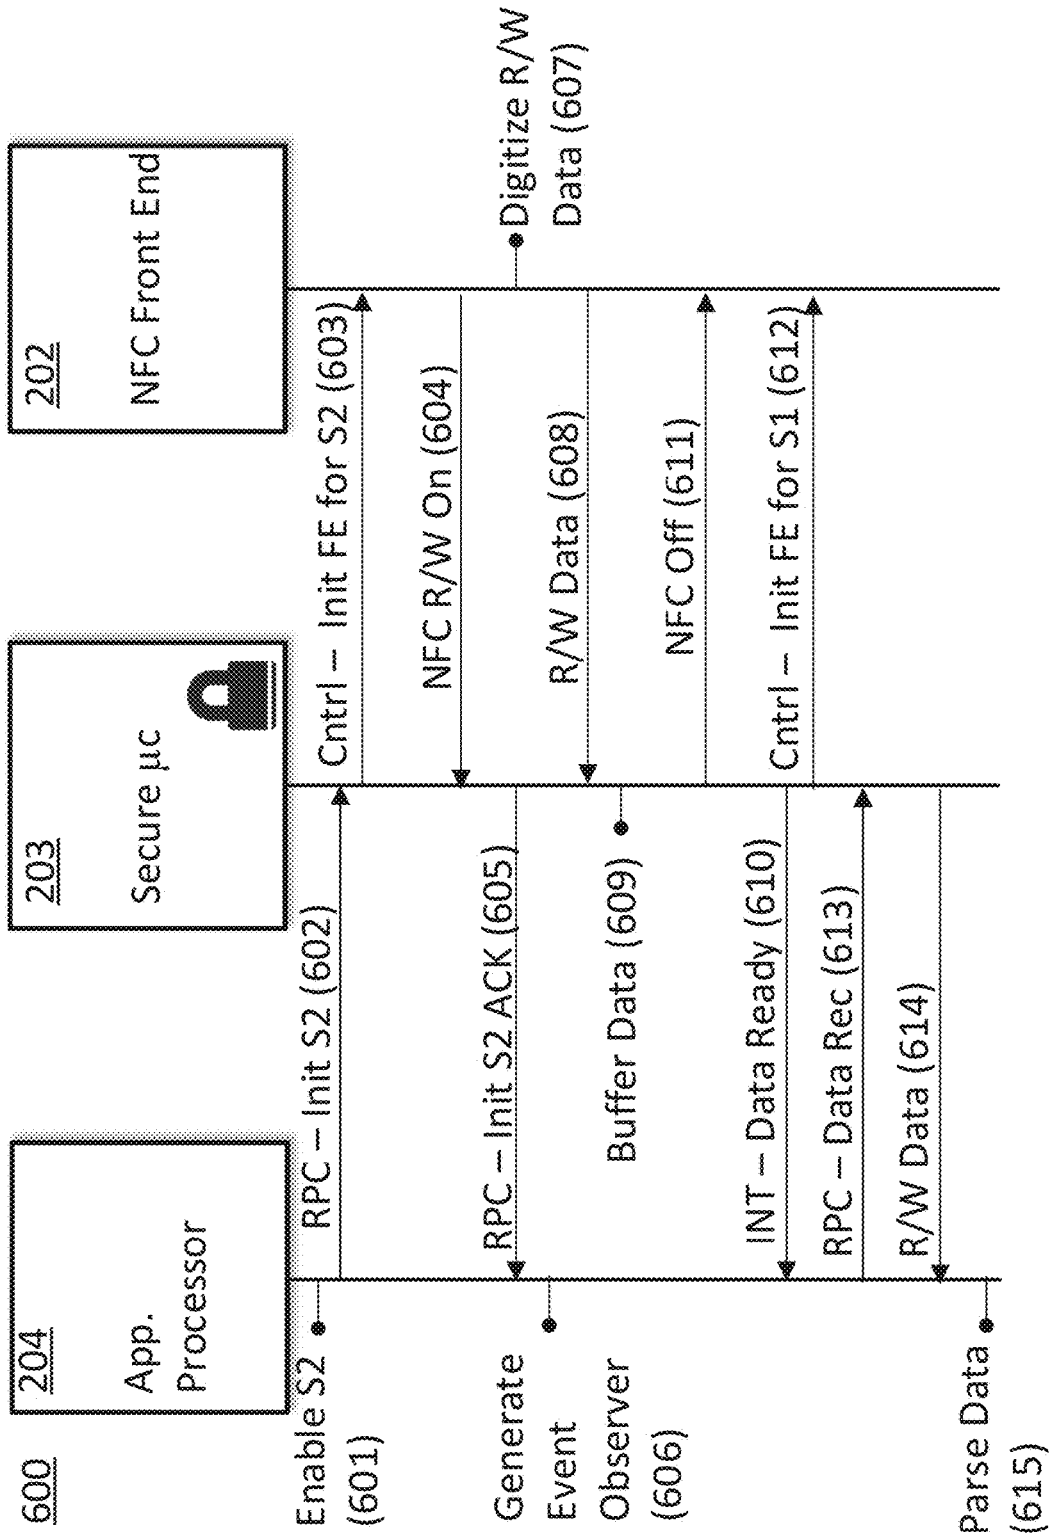 600
204
App.
Processor
203
Secure µc
202
NFC Front End
Enable S2
(601)
RPC – Init S2 (602)
Cntrl – Init FE for S2 (603)
NFC R/W On (604)
RPC – Init S2 ACK (605)
Generate
Event
Observer
(606)
Digitize R/W
Data (607)
R/W Data (608)
Buffer Data (609)
NFC Off (611)
INT – Data Ready (610)
Cntrl – Init FE for S1 (612)
RPC – Data Rec (613)
R/W Data (614)
Parse Data
(615)